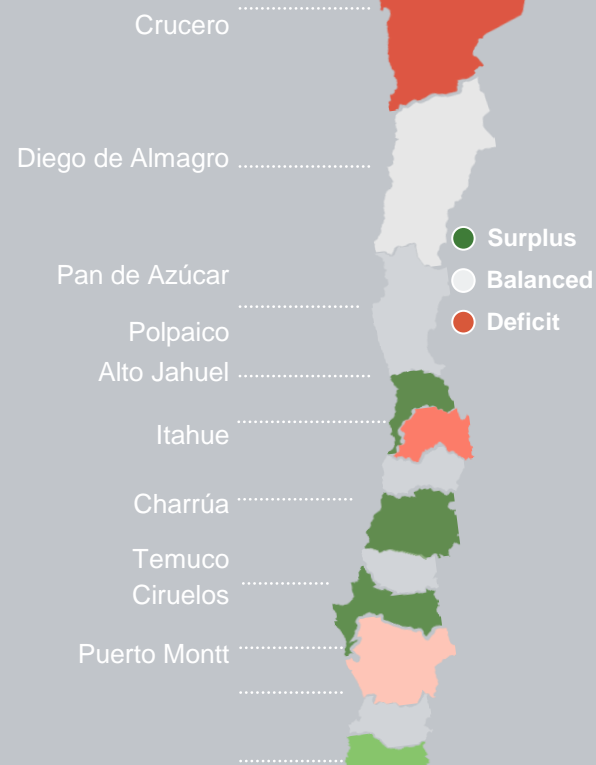 Crucero
Diego de Almagro
Surplus
Pan de Azúcar
Balanced
Deficit
Polpaico
Alto Jahuel
Itahue
Charrúa
Temuco
Ciruelos
Puerto Montt